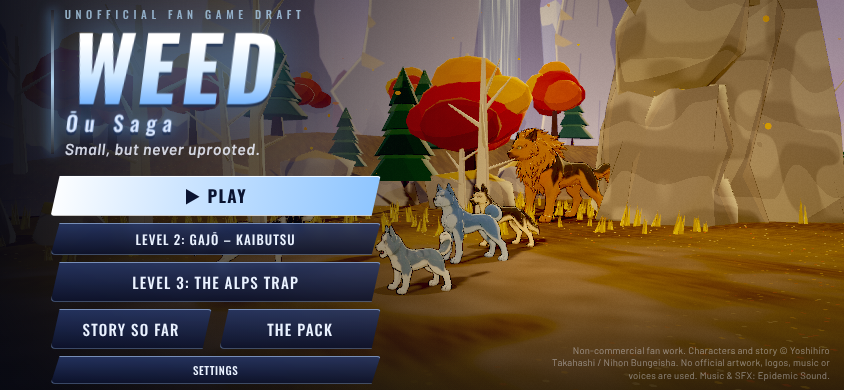 UNOFFICIAL FAN GAME DRAFT
WEED
Ōu Saga
Small, but never uprooted.
▶ PLAY
LEVEL 2: GAJŌ – KAIBUTSU
LEVEL 3: THE ALPS TRAP
STORY SO FAR
THE PACK
SETTINGS
Non-commercial fan work. Characters and story © Yoshihiro
Takahashi / Nihon Bungeisha. No official artwork, logos, music or
voices are used. Music & SFX: Epidemic Sound.